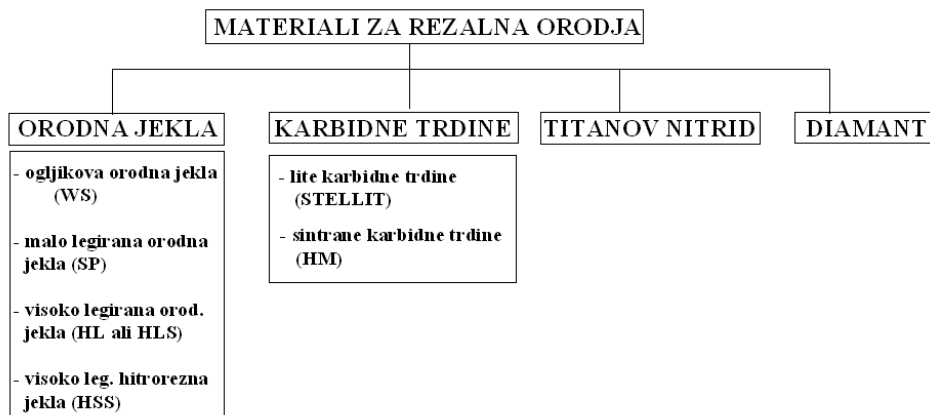 MATERIALI ZA REZALNA ORODJA
ORODNA JEKLA
- ogljikova orodna jekla
(WS)
- malo legirana orodna
jekla (SP)
- visoko legirana orod.
jekla (HL ali HLS)
- visoko leg. hitrorezna
jekla (HSS)
KARBIDNE TRDINE
- lite karbidne trdine
(STELLIT)
- sintrane karbidne trdine
(HM)
TITANOV NITRID
DIAMANT